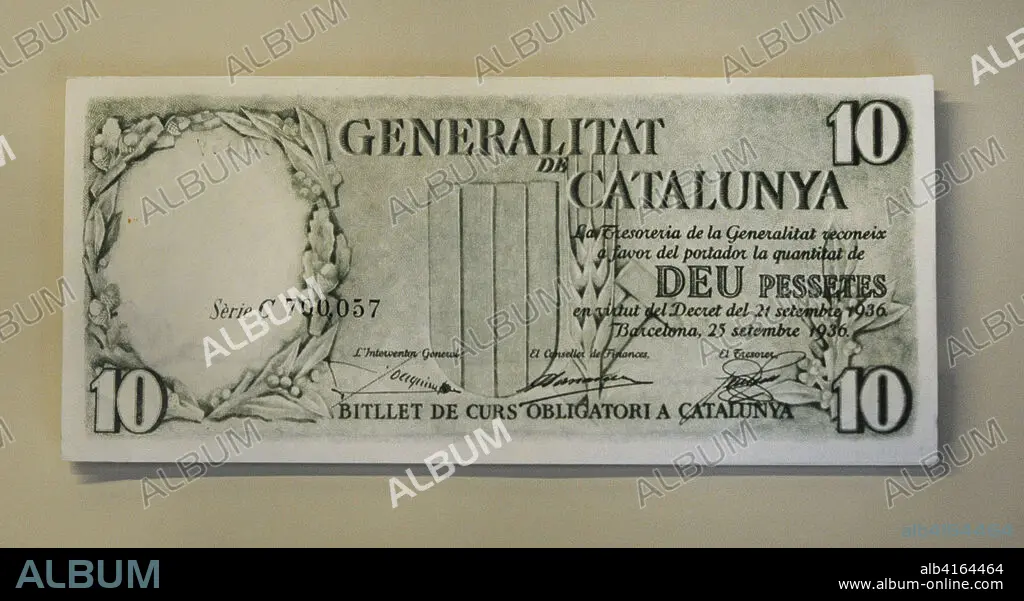 GENERALITAT
DE
CATALUNYA
10
La Tresoreria de la Generalitat reconeix
a favor del portador la quantitat de
DEU PESSETES
en virtut del Decret del 21 setembre 1936
Barcelona, 25 setembre 1936.
Sèrie C 700,057
L'Interventor General El Conseller de Finances, El Tresorer,
10
10
BITLLET DE CURS OBLIGATORI A CATALUNYA
ALBUM
alb4164464
www.album-online.com